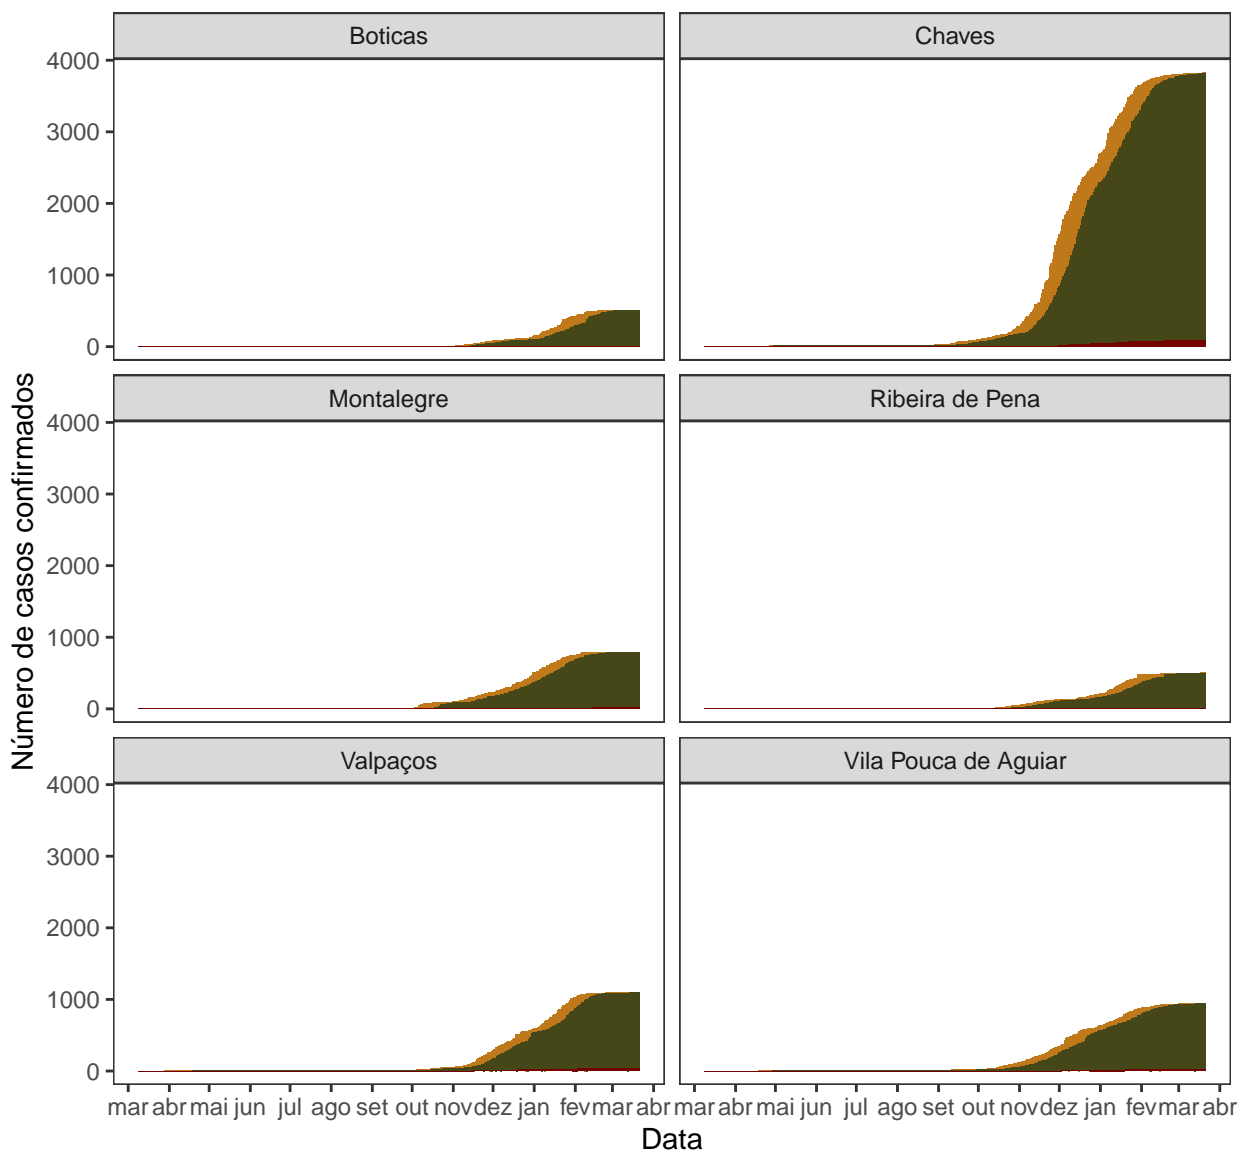 Boticas Chaves
4000
3000
2000
1000
0
Montalegre Ribeira de Pena
4000
3000
2000
1000
0
Valpaços Vila Pouca de Aguiar
4000
3000
2000
1000
0
mar abr mai jun jul ago set out nov dez jan fev mar abr mar abr mai jun jul ago set out nov dez jan fev mar abr
Data
Número de casos confirmados